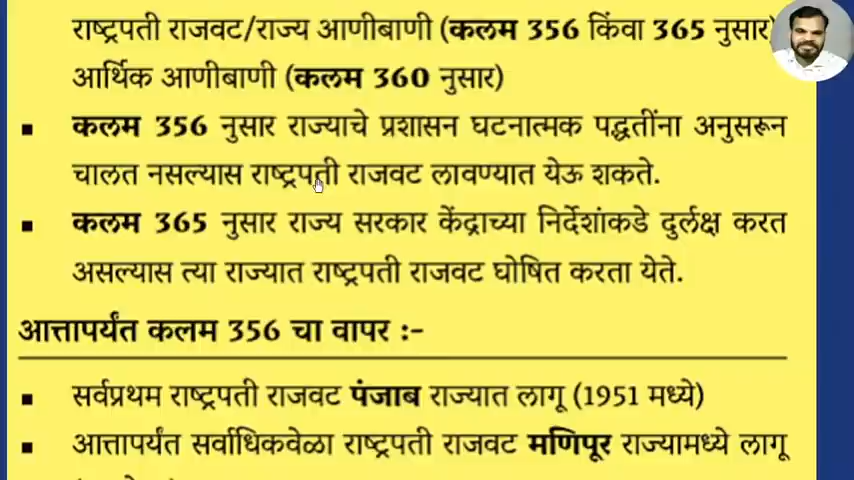 राष्ट्रपती राजवट/राज्य आणीबाणी (कलम 356 किंवा 365 नुसार)
आर्थिक आणीबाणी (कलम 360 नुसार)
▪ कलम 356 नुसार राज्याचे प्रशासन घटनात्मक पद्धतींना अनुसरून
चालत नसल्यास राष्ट्रपती राजवट लावण्यात येऊ शकते.
▪ कलम 365 नुसार राज्य सरकार केंद्राच्या निर्देशांकडे दुर्लक्ष करत
असल्यास त्या राज्यात राष्ट्रपती राजवट घोषित करता येते.
आत्तापर्यंत कलम 356 चा वापर :-
▪ सर्वप्रथम राष्ट्रपती राजवट पंजाब राज्यात लागू (1951 मध्ये)
▪ आत्तापर्यंत सर्वाधिकवेळा राष्ट्रपती राजवट मणिपूर राज्यामध्ये लागू